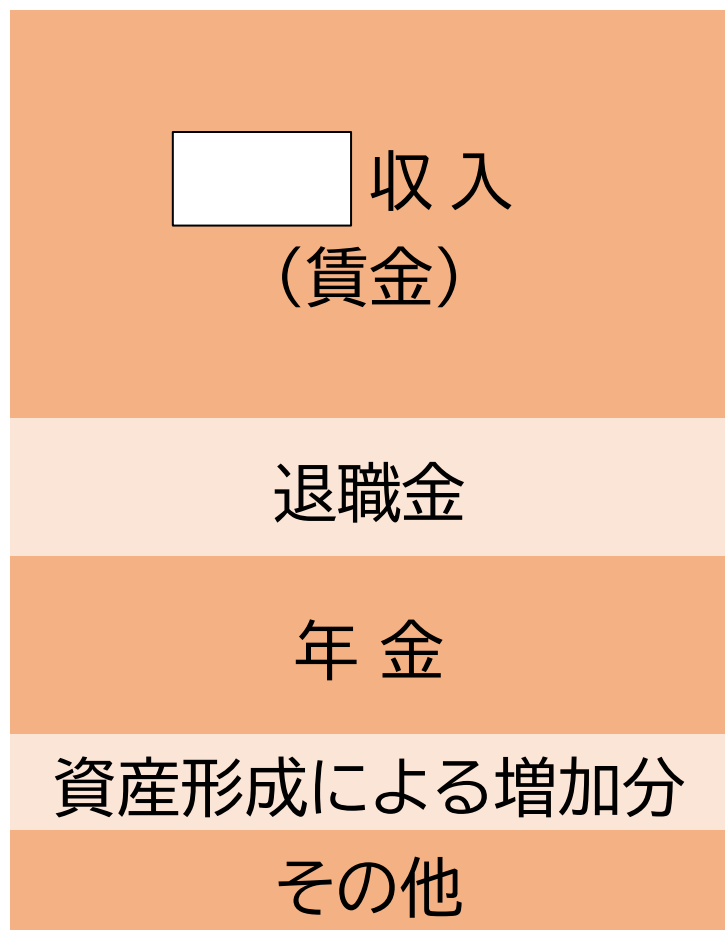 収入
（賃金）
退職金
年金
資産形成による増加分
その他